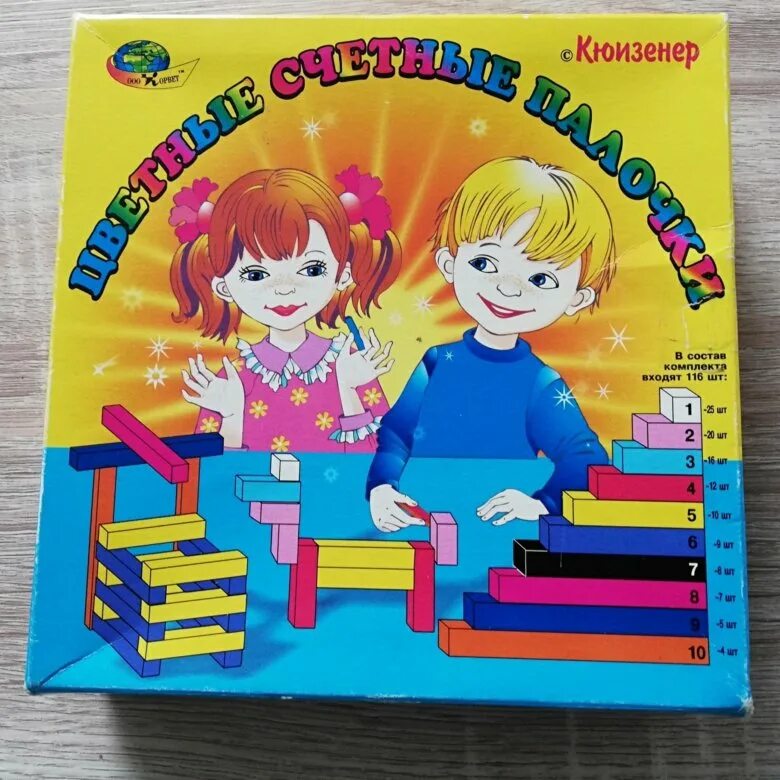 ООО КОРВЕТ™
© Кюизенер
ЦВЕТНЫЕ СЧЕТНЫЕ ПАЛОЧКИ
В состав
комплекта
входят 116 шт:
1 -25 шт
2 -20 шт
3 -16 шт
4 -12 шт
5 -10 шт
6 -9 шт
7 -8 шт
8 -7 шт
9 -5 шт
10 -4 шт